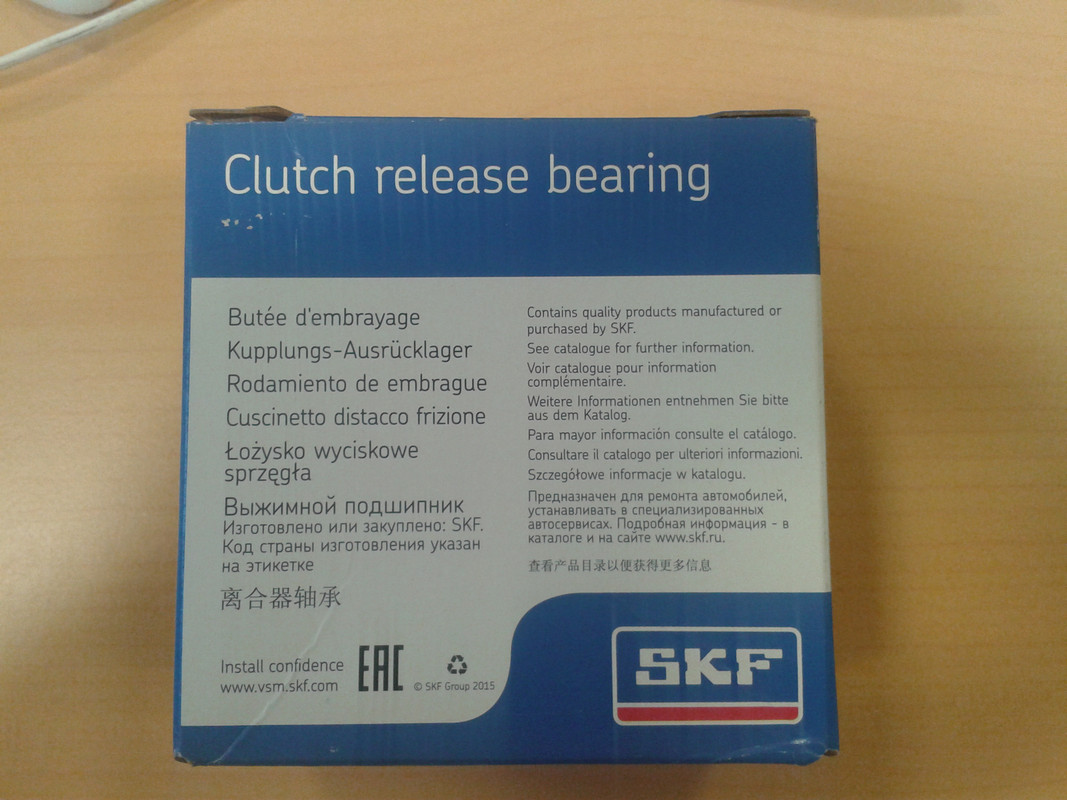 Clutch release bearing
Butée d'embrayage
Kupplungs-Ausrücklager
Rodamiento de embrague
Cuscinetto distacco frizione
Łożysko wyciskowe
sprzęgła
Выжимной подшипник
Изготовлено или закуплено: SKF.
Код страны изготовления указан
на этикетке
离合器轴承
Install confidence
www.vsm.skf.com
EAC
© SKF Group 2015
Contains quality products manufactured or
purchased by SKF.
See catalogue for further information.
Voir catalogue pour information
complémentaire.
Weitere Informationen entnehmen Sie bitte
aus dem Katalog.
Para mayor información consulte el catálogo.
Consultare il catalogo per ulteriori informazioni.
Szczegółowe informacje w katalogu.
Предназначен для ремонта автомобилей,
устанавливать в специализированных
автосервисах. Подробная информация - в
каталоге и на сайте www.skf.ru.
查看产品目录以便获得更多信息
SKF